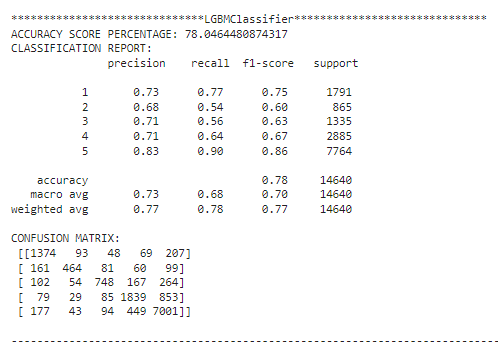 ******************************LGBMClassifier******************************
ACCURACY SCORE PERCENTAGE: 78.0464480874317
CLASSIFICATION REPORT:
precision recall f1-score support
1 0.73 0.77 0.75 1791
2 0.68 0.54 0.60 865
3 0.71 0.56 0.63 1335
4 0.71 0.64 0.67 2885
5 0.83 0.90 0.86 7764
accuracy 0.78 14640
macro avg 0.73 0.68 0.70 14640
weighted avg 0.77 0.78 0.77 14640
CONFUSION MATRIX:
[[1374 93 48 69 207]
[ 161 464 81 60 99]
[ 102 54 748 167 264]
[ 79 29 85 1839 853]
[ 177 43 94 449 7001]]
--------------------------------------------------------------------------